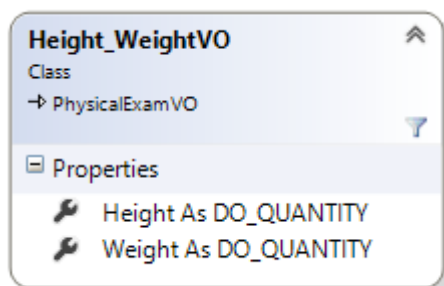 Height_WeightVO
Class
PhysicalExamVO
Properties
Height As DO_QUANTITY
Weight As DO_QUANTITY